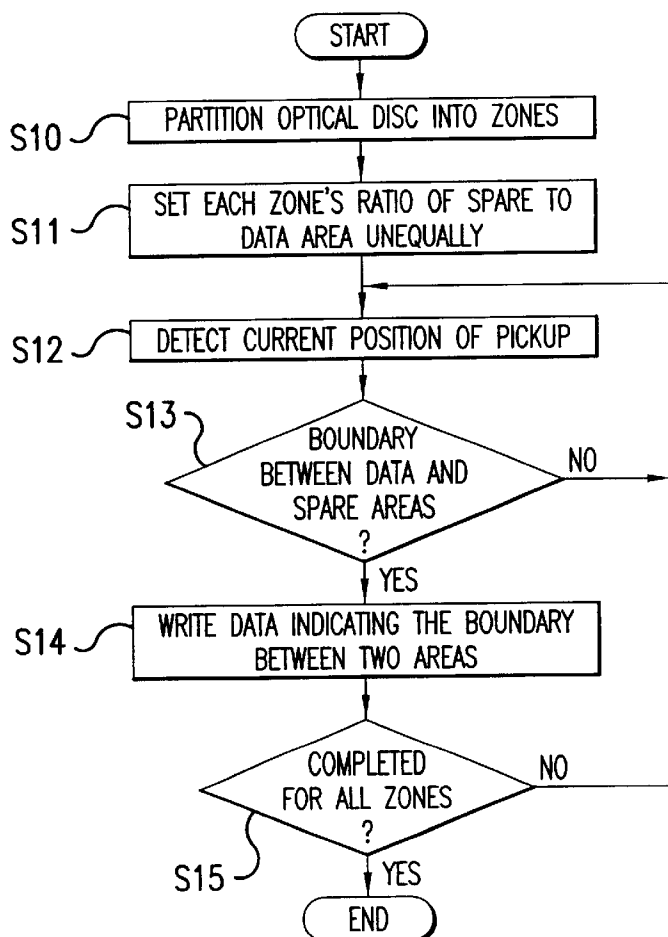 START
S10
PARTITION OPTICAL DISC INTO ZONES
S11
SET EACH ZONE'S RATIO OF SPARE TO
DATA AREA UNEQUALLY
S12
DETECT CURRENT POSITION OF PICKUP
S13
BOUNDARY
BETWEEN DATA AND
SPARE AREAS
?
NO
YES
S14
WRITE DATA INDICATING THE BOUNDARY
BETWEEN TWO AREAS
COMPLETED
FOR ALL ZONES
?
NO
S15
YES
END